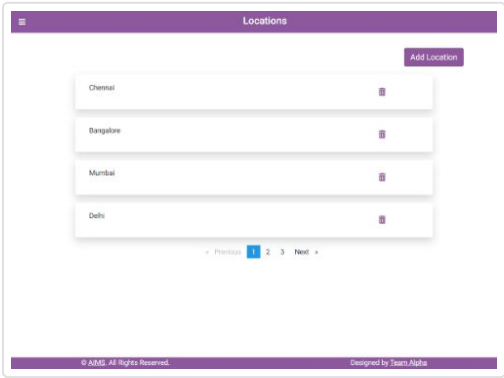 Locations
Add Location
Chennai
Bangalore
Mumbai
Delhi
« Previous 1 2 3 Next »
© AIMS. All Rights Reserved. Designed by Team Alpha